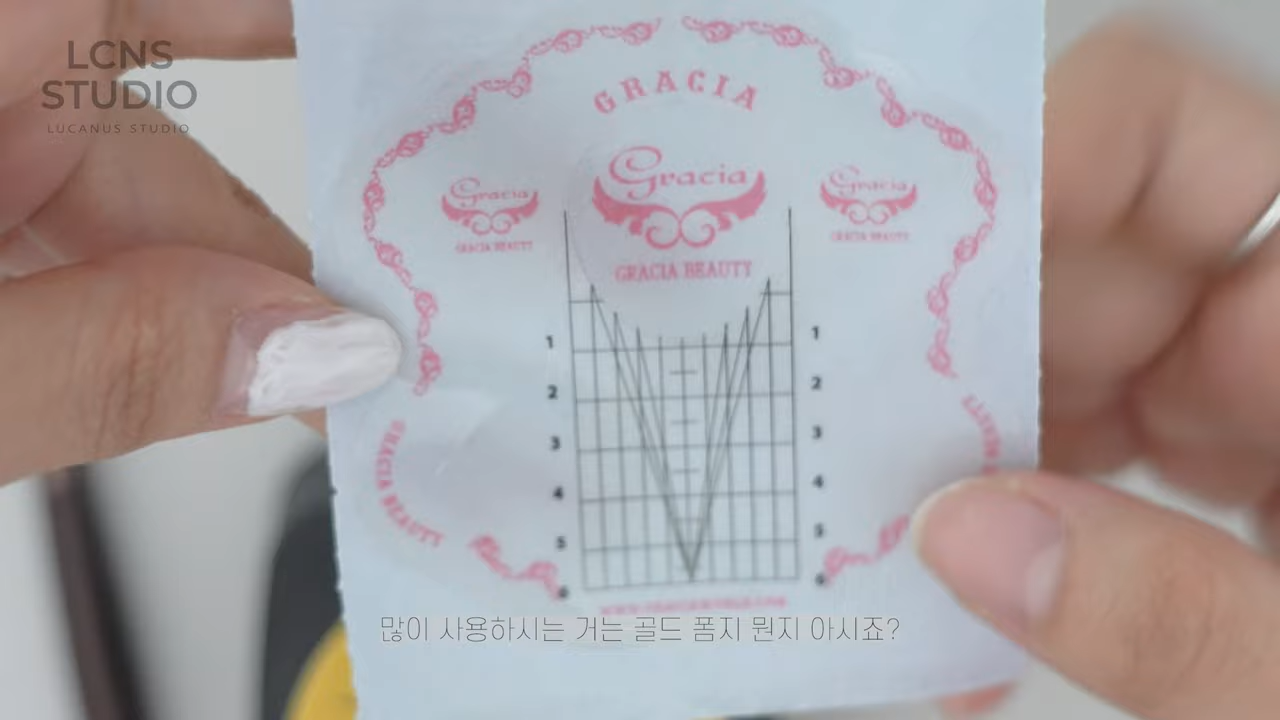 LCNS
STUDIO
LUCANUS STUDIO
GRACIA
Gracia
GRACIA BEAUTY
Gracia
GRACIA BEAUTY
Gracia
GRACIA BEAUTY
1
1
2
2
3
3
4
4
5
5
6
6
GRACIA BEAUTY
BEAUTY
많이 사용하시는 거는 골드 폼지 뭔지 아시죠?